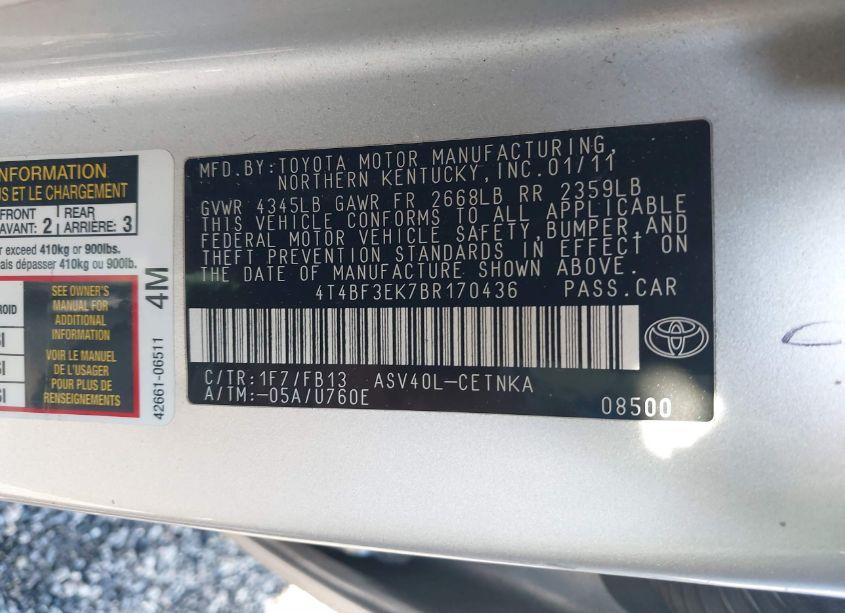 INFORMATION
US ET LE CHARGEMENT
FRONT
AVANT: 2
REAR
ARRIÈRE: 3
exceed 410kg or 900lbs.
ais dépasser 410kg ou 900lb.
SEE OWNER'S
MANUAL FOR
ADDITIONAL
INFORMATION
VOIR LE MANUEL
DE L'USAGER
POUR PLUS DE
RENSEIGNEMENTS
4M
42661-06511
MFD.BY:TOYOTA MOTOR MANUFACTURING,
NORTHERN KENTUCKY,INC.01/11
GVWR 4345LB GAWR FR 2668LB RR 2359LB
THIS VEHICLE CONFORMS TO ALL APPLICABLE
FEDERAL MOTOR VEHICLE SAFETY,BUMPER,AND
THEFT PREVENTION STANDARDS IN EFFECT ON
THE DATE OF MANUFACTURE SHOWN ABOVE.
4T4BF3EK7BR170436 PASS.CAR
C/TR:1F7/FB13 ASV40L-CETNKA
A/TM:-05A/U760E
08500